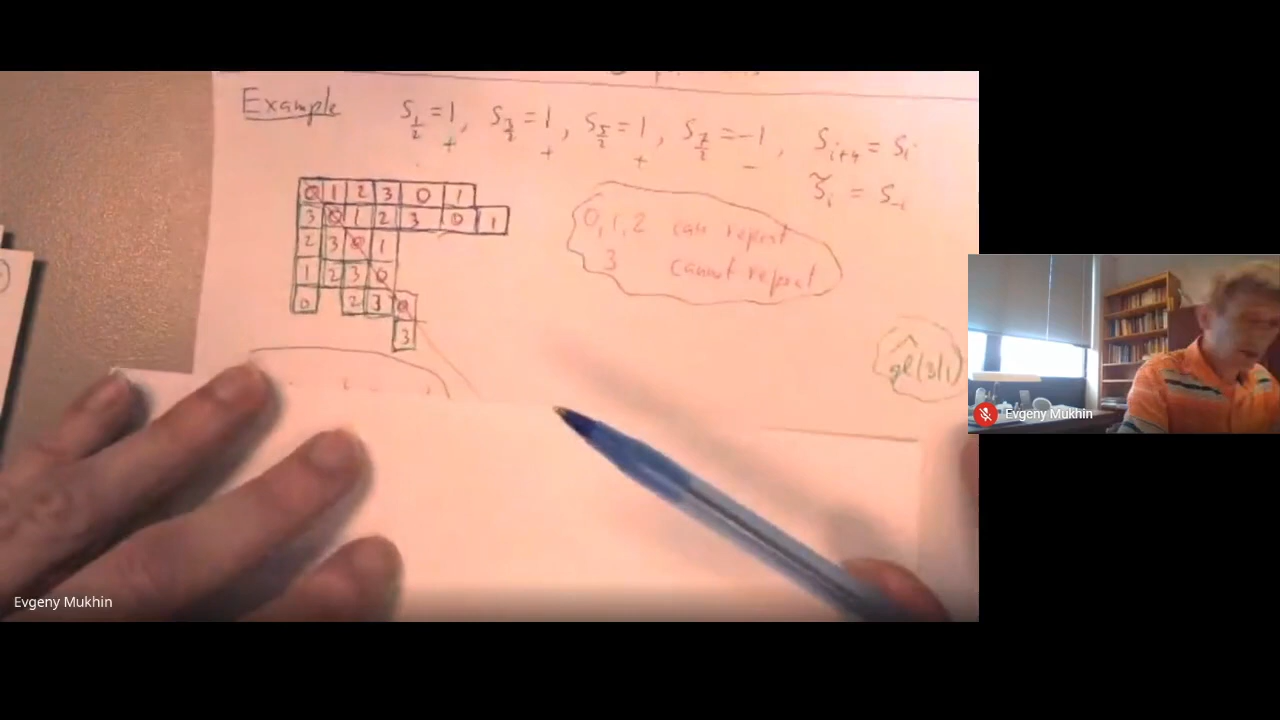 Example
S_{1/2} = 1, S_{3/2} = 1, S_{5/2} = 1, S_{7/2} = -1, S_{i+4} = S_i
+ + + -
S̃_i = S_{-i}
0 1 2 3 0 1
3 0 1 2 3 0 1
2 3 0 1
1 2 3 0
0 2 3 0
3
0, 1, 2 can repeat
3 cannot repeat
ĝl(3|1)
Evgeny Mukhin
Evgeny Mukhin